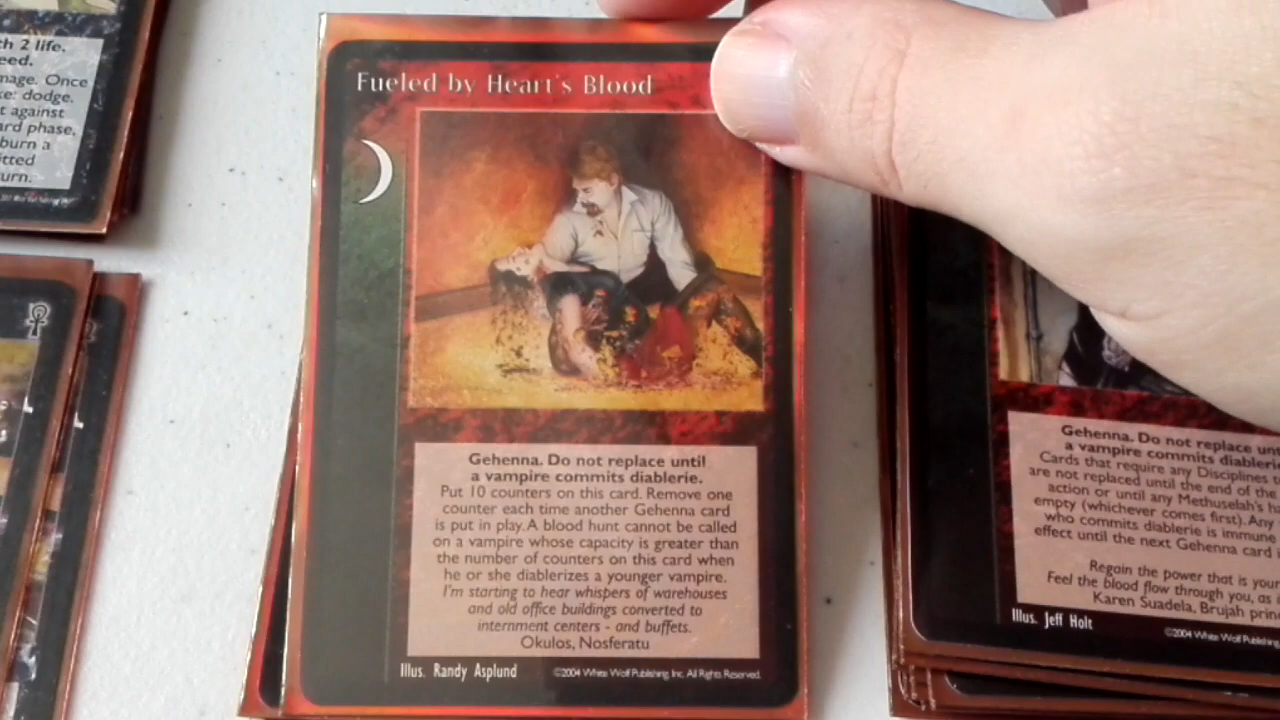 th 2 life.
eed.
mage. Once
ke: dodge.
t against
ard phase,
burn a
itted
urn.
Fueled by Heart's Blood
Gehenna. Do not replace until
a vampire commits diablerie.
Put 10 counters on this card. Remove one
counter each time another Gehenna card
is put in play. A blood hunt cannot be called
on a vampire whose capacity is greater than
the number of counters on this card when
he or she diablerizes a younger vampire.
I'm starting to hear whispers of warehouses
and old office buildings converted to
internment centers - and buffets.
Okulos, Nosferatu
Illus. Randy Asplund
©2004 White Wolf Publishing, Inc. All Rights Reserved.
Gehenna. Do not replace unt
a vampire commits diableri
Cards that require any Disciplines t
are not replaced until the end of the
action or until any Methuselah's h
empty (whichever comes first). Any
who commits diablerie is immune
effect until the next Gehenna card
Regain the power that is your
Feel the blood flow through you, as
Karen Suadela, Brujah prin
Illus. Jeff Holt
©2004 White Wolf Publishing